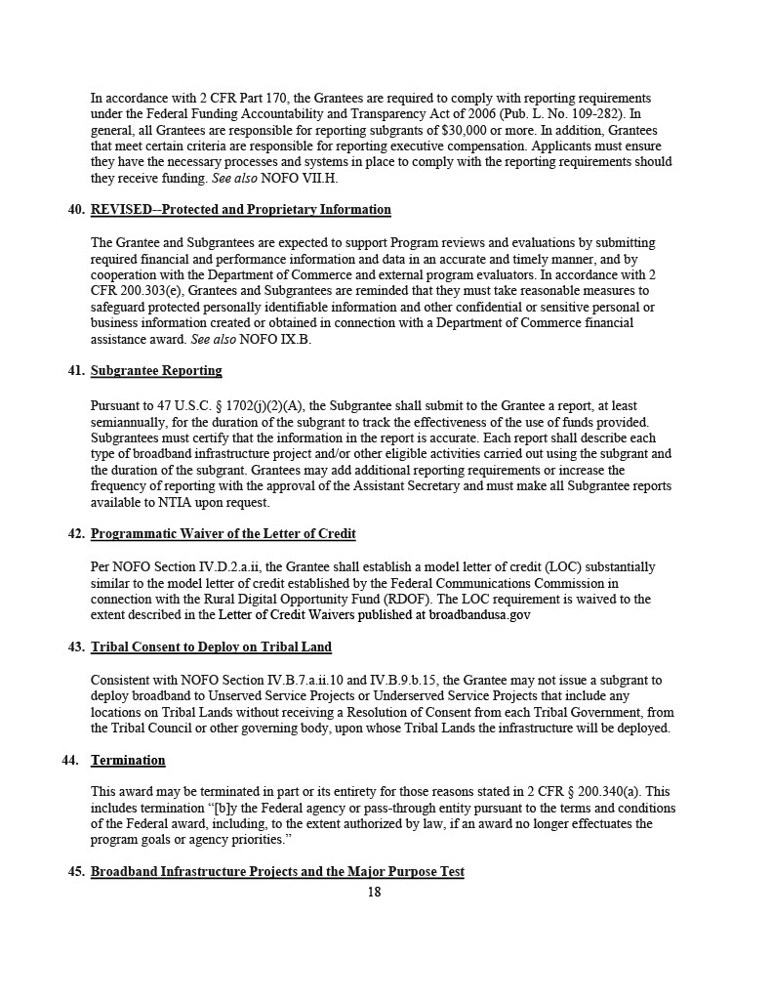 In accordance with 2 CFR Part 170, the Grantees are required to comply with reporting requirements
under the Federal Funding Accountability and Transparency Act of 2006 (Pub. L. No. 109-282). In
general, all Grantees are responsible for reporting subgrants of $30,000 or more. In addition, Grantees
that meet certain criteria are responsible for reporting executive compensation. Applicants must ensure
they have the necessary processes and systems in place to comply with the reporting requirements should
they receive funding. See also NOFO VII.H.
40. REVISED--Protected and Proprietary Information
The Grantee and Subgrantees are expected to support Program reviews and evaluations by submitting
required financial and performance information and data in an accurate and timely manner, and by
cooperation with the Department of Commerce and external program evaluators. In accordance with 2
CFR 200.303(e), Grantees and Subgrantees are reminded that they must take reasonable measures to
safeguard protected personally identifiable information and other confidential or sensitive personal or
business information created or obtained in connection with a Department of Commerce financial
assistance award. See also NOFO IX.B.
41. Subgrantee Reporting
Pursuant to 47 U.S.C. § 1702(j)(2)(A), the Subgrantee shall submit to the Grantee a report, at least
semiannually, for the duration of the subgrant to track the effectiveness of the use of funds provided.
Subgrantees must certify that the information in the report is accurate. Each report shall describe each
type of broadband infrastructure project and/or other eligible activities carried out using the subgrant and
the duration of the subgrant. Grantees may add additional reporting requirements or increase the
frequency of reporting with the approval of the Assistant Secretary and must make all Subgrantee reports
available to NTIA upon request.
42. Programmatic Waiver of the Letter of Credit
Per NOFO Section IV.D.2.a.ii, the Grantee shall establish a model letter of credit (LOC) substantially
similar to the model letter of credit established by the Federal Communications Commission in
connection with the Rural Digital Opportunity Fund (RDOF). The LOC requirement is waived to the
extent described in the Letter of Credit Waivers published at broadbandusa.gov
43. Tribal Consent to Deploy on Tribal Land
Consistent with NOFO Section IV.B.7.a.ii.10 and IV.B.9.b.15, the Grantee may not issue a subgrant to
deploy broadband to Unserved Service Projects or Underserved Service Projects that include any
locations on Tribal Lands without receiving a Resolution of Consent from each Tribal Government, from
the Tribal Council or other governing body, upon whose Tribal Lands the infrastructure will be deployed.
44. Termination
This award may be terminated in part or its entirety for those reasons stated in 2 CFR § 200.340(a). This
includes termination “[b]y the Federal agency or pass-through entity pursuant to the terms and conditions
of the Federal award, including, to the extent authorized by law, if an award no longer effectuates the
program goals or agency priorities.”
45. Broadband Infrastructure Projects and the Major Purpose Test
18